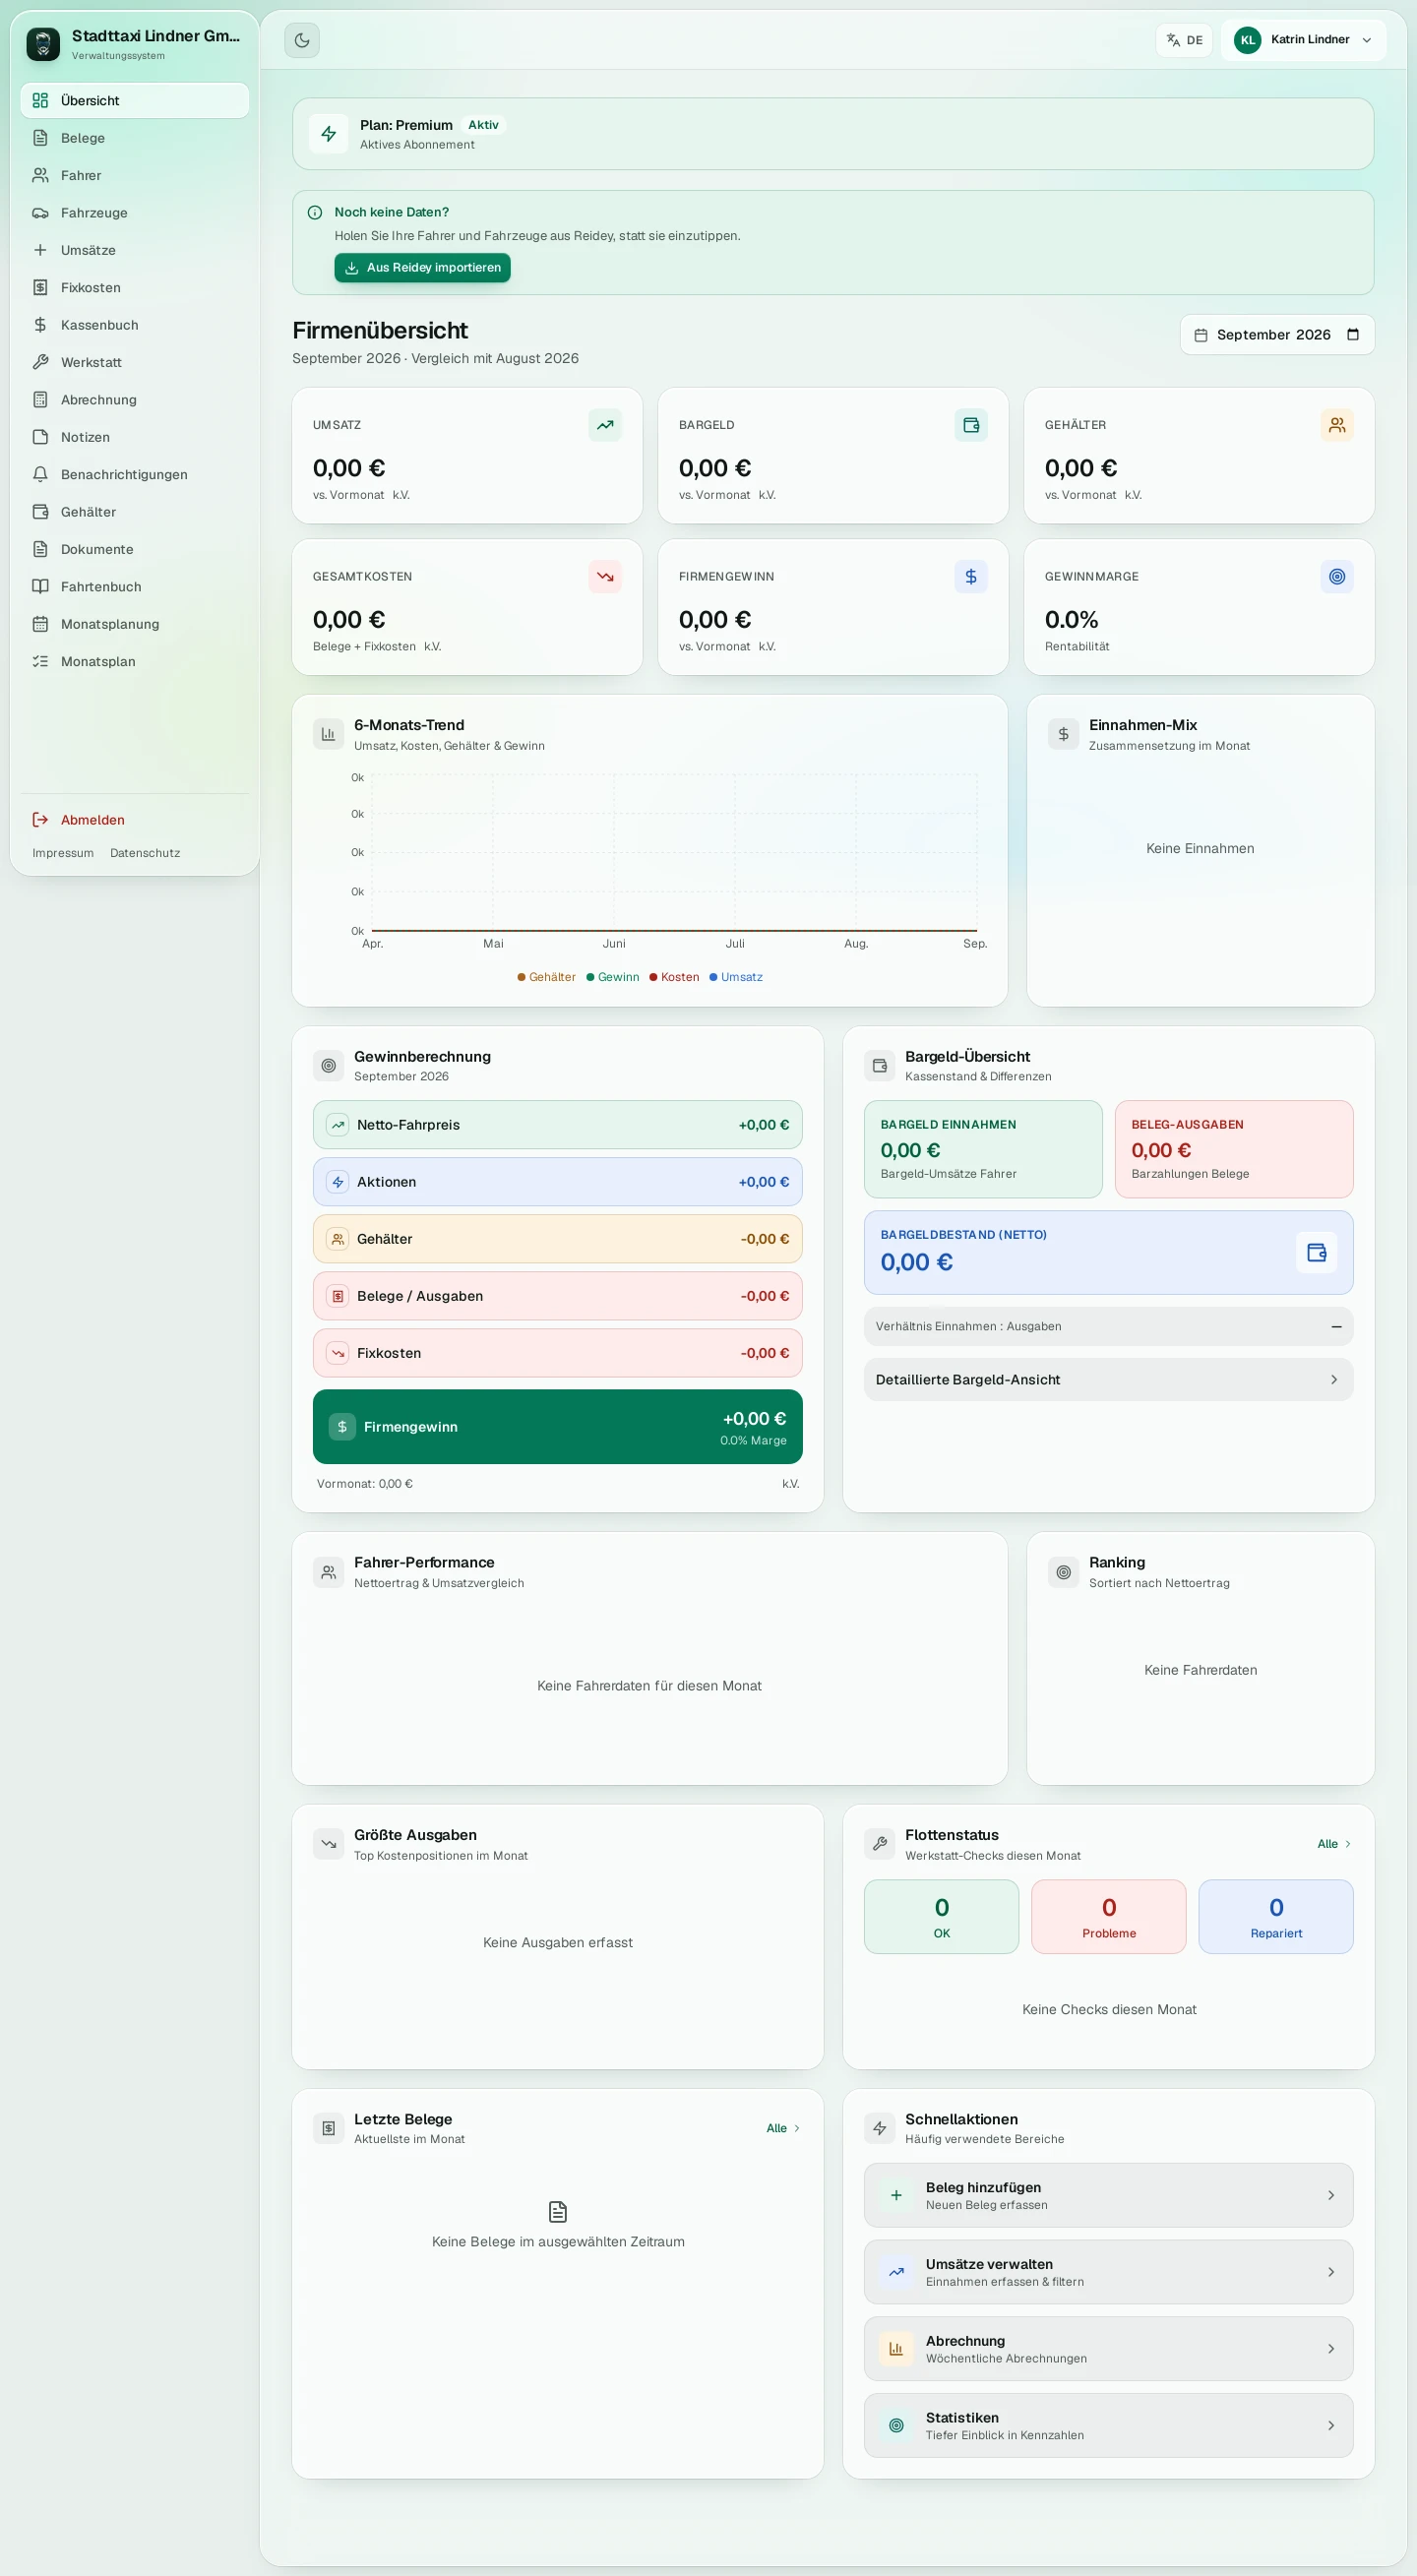 Stadttaxi Lindner Gm...
Verwaltungssystem
Übersicht
Belege
Fahrer
Fahrzeuge
Umsätze
Fixkosten
Kassenbuch
Werkstatt
Abrechnung
Notizen
Benachrichtigungen
Gehälter
Dokumente
Fahrtenbuch
Monatsplanung
Monatsplan
Abmelden
Impressum Datenschutz
DE
KL Katrin Lindner
Plan: Premium Aktiv
Aktives Abonnement
Noch keine Daten?
Holen Sie Ihre Fahrer und Fahrzeuge aus Reidey, statt sie einzutippen.
Aus Reidey importieren
Firmenübersicht
September 2026 · Vergleich mit August 2026
September 2026
UMSATZ
0,00 €
vs. Vormonat k.V.
BARGELD
0,00 €
vs. Vormonat k.V.
GEHÄLTER
0,00 €
vs. Vormonat k.V.
GESAMTKOSTEN
0,00 €
Belege + Fixkosten k.V.
FIRMENGEWINN
0,00 €
vs. Vormonat k.V.
GEWINNMARGE
0.0%
Rentabilität
6-Monats-Trend
Umsatz, Kosten, Gehälter & Gewinn
0k
0k
0k
0k
0k
Apr. Mai Juni Juli Aug. Sep.
Gehälter Gewinn Kosten Umsatz
Einnahmen-Mix
Zusammensetzung im Monat
Keine Einnahmen
Gewinnberechnung
September 2026
Netto-Fahrpreis +0,00 €
Aktionen +0,00 €
Gehälter -0,00 €
Belege / Ausgaben -0,00 €
Fixkosten -0,00 €
Firmengewinn +0,00 €
0.0% Marge
Vormonat: 0,00 € k.V.
Bargeld-Übersicht
Kassenstand & Differenzen
BARGELD EINNAHMEN
0,00 €
Bargeld-Umsätze Fahrer
BELEG-AUSGABEN
0,00 €
Barzahlungen Belege
BARGELDBESTAND (NETTO)
0,00 €
Verhältnis Einnahmen : Ausgaben —
Detaillierte Bargeld-Ansicht
Fahrer-Performance
Nettoertrag & Umsatzvergleich
Keine Fahrerdaten für diesen Monat
Ranking
Sortiert nach Nettoertrag
Keine Fahrerdaten
Größte Ausgaben
Top Kostenpositionen im Monat
Keine Ausgaben erfasst
Flottenstatus
Werkstatt-Checks diesen Monat
Alle
0
OK
0
Probleme
0
Repariert
Keine Checks diesen Monat
Letzte Belege
Aktuellste im Monat
Alle
Keine Belege im ausgewählten Zeitraum
Schnellaktionen
Häufig verwendete Bereiche
Beleg hinzufügen
Neuen Beleg erfassen
Umsätze verwalten
Einnahmen erfassen & filtern
Abrechnung
Wöchentliche Abrechnungen
Statistiken
Tiefer Einblick in Kennzahlen